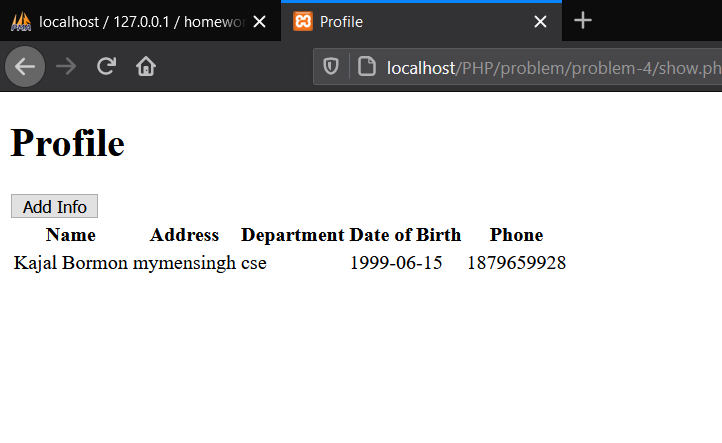 localhost / 127.0.0.1 / homewor
Profile
localhost/PHP/problem/problem-4/show.ph
Profile
Add Info
Name Address Department Date of Birth Phone
Kajal Bormon mymensingh cse 1999-06-15 1879659928